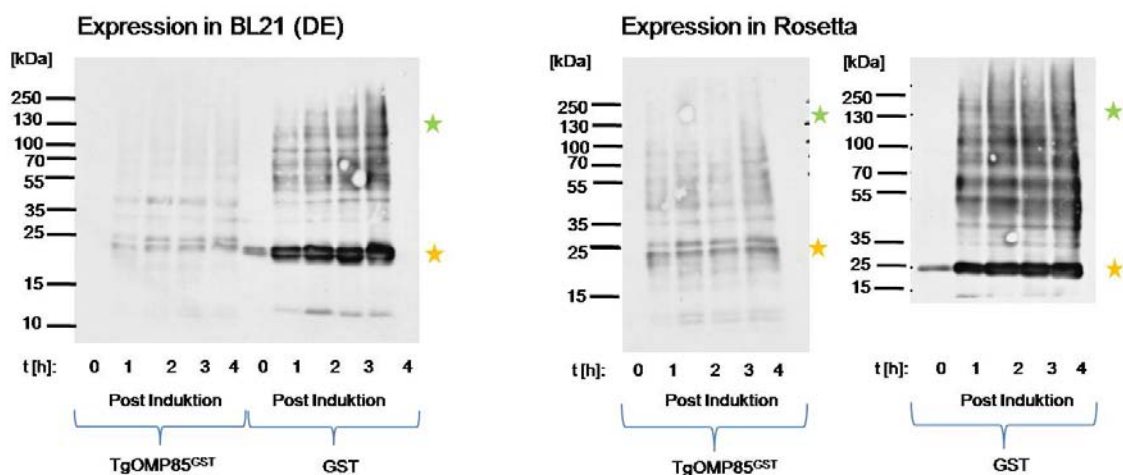 Expression in BL21 (DE)
[kDa]
250
130
100
70
55
35
25
15
10
t [h]: 0 1 2 3 4 0 1 2 3 4
Post Induktion Post Induktion
TgOMP85GST GST
Expression in Rosetta
[kDa]
250
130
100
70
55
35
25
15
t [h]: 0 1 2 3 4
Post Induktion
TgOMP85GST
[kDa]
250
130
100
70
55
35
25
15
0 1 2 3 4
Post Induktion
GST